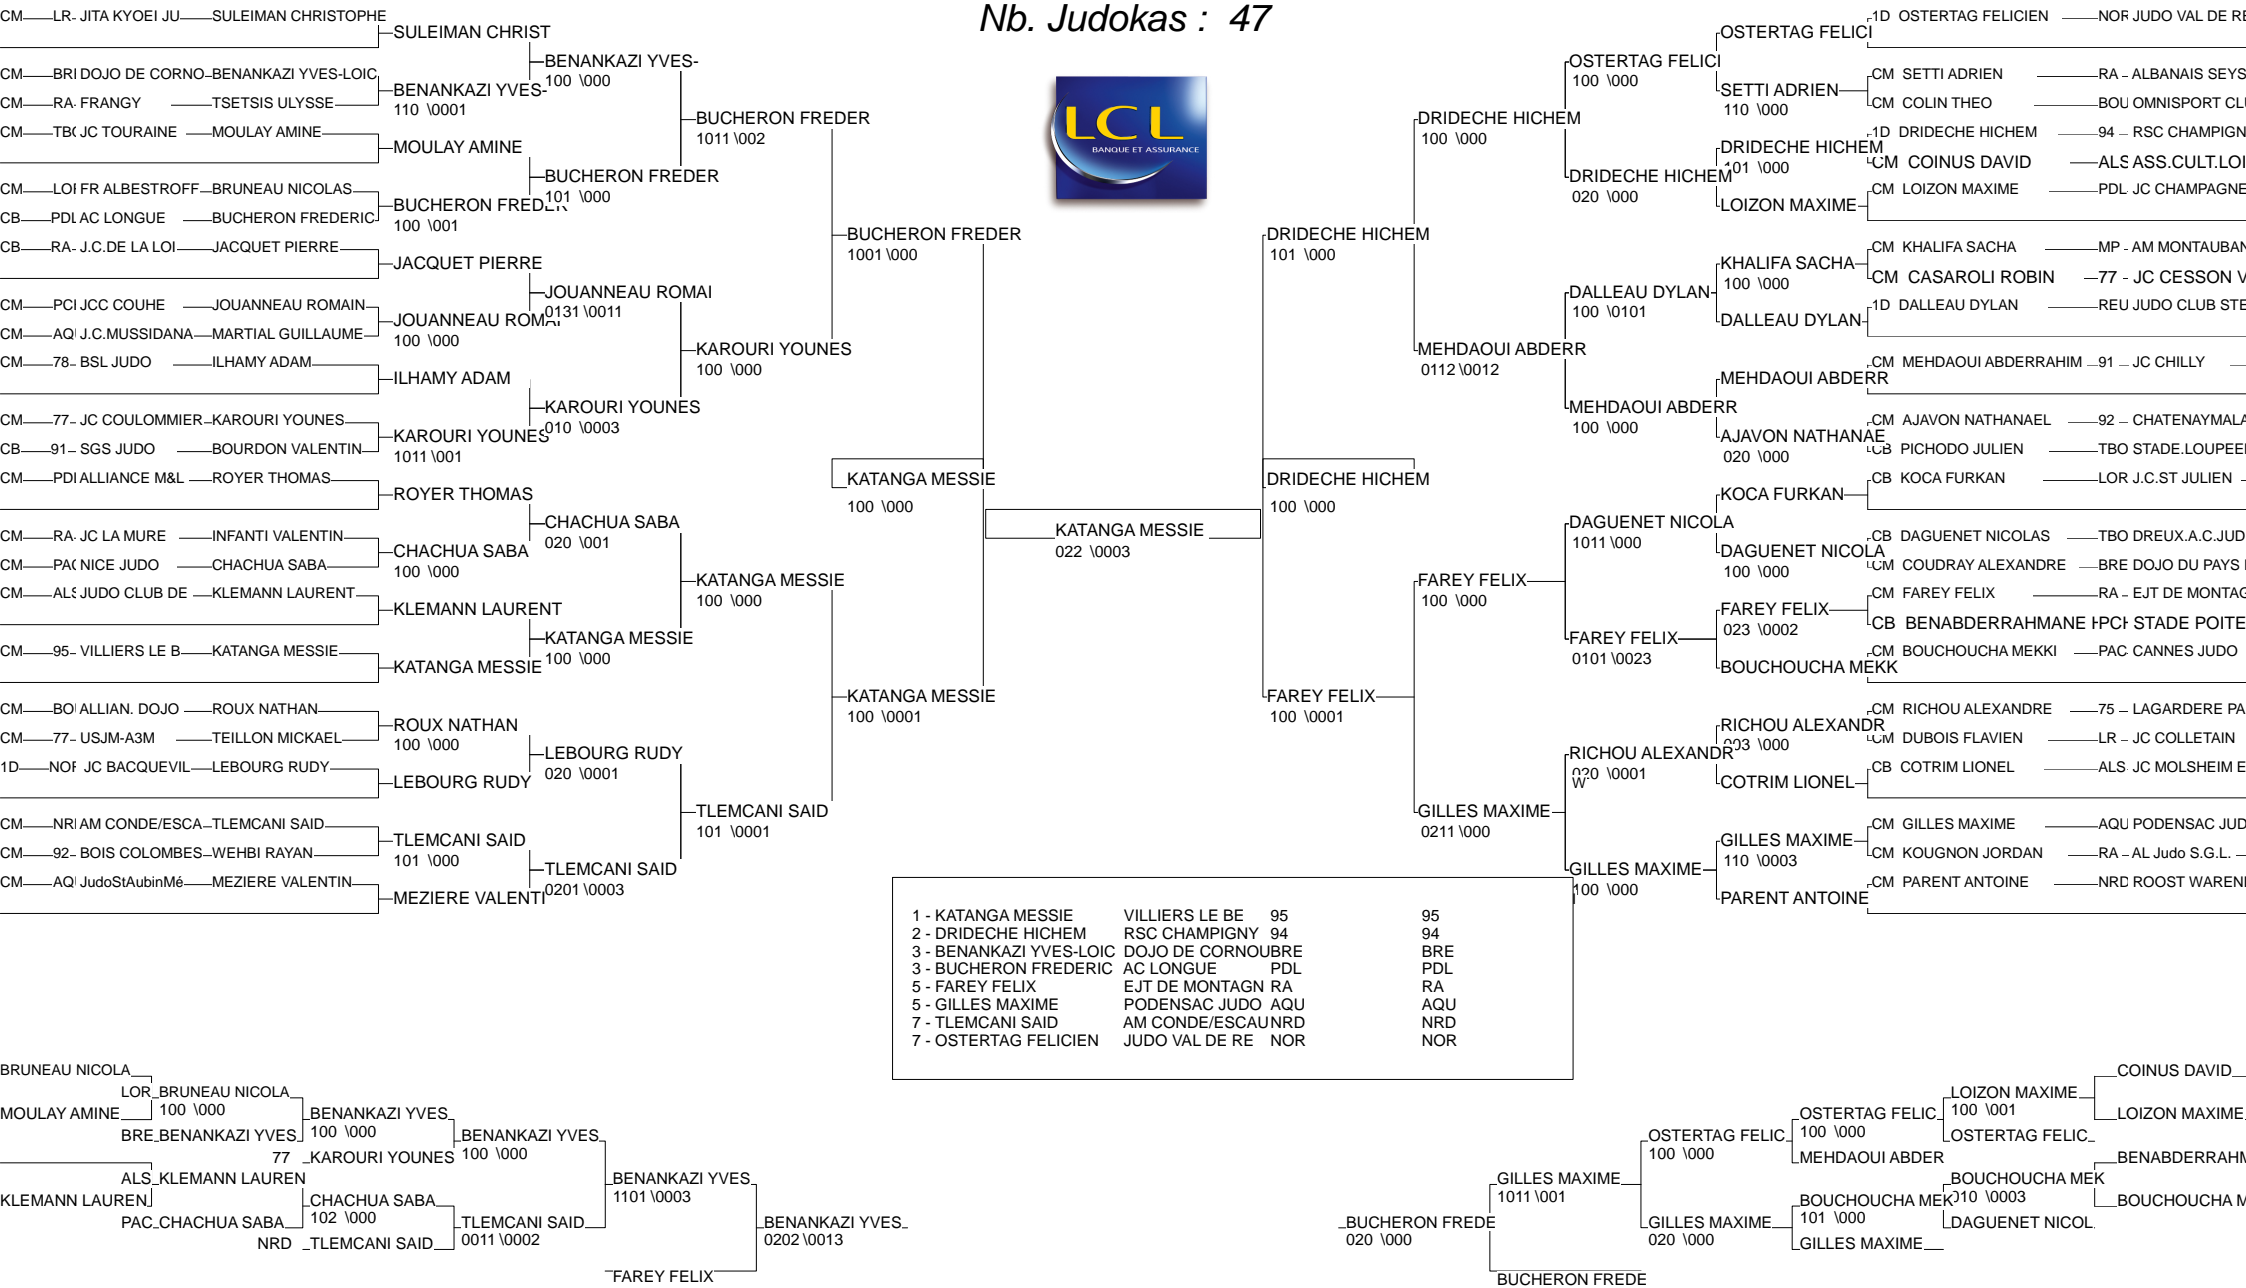 Nb. Judokas : 47
LCL
BANQUE ET ASSURANCE
CM LR- JITA KYOEI JU SULEIMAN CHRISTOPHE
CM BRI DOJO DE CORNO BENANKAZI YVES-LOIC
CM RA- FRANGY TSETSIS ULYSSE
CM JC TOURAINE MOULAY AMINE
CM FR ALBESTROFF BRUNEAU NICOLAS
CB AC LONGUE BUCHERON FREDERIC
CB RA- J.C.DE LA LOI JACQUET PIERRE
CM JCC COUHE JOUANNEAU ROMAIN
CM J.C.MUSSIDANA MARTIAL GUILLAUME
CM 78- BSL JUDO ILHAMY ADAM
CM 77- JC COULOMMIER KAROURI YOUNES
CB 91- SGS JUDO BOURDON VALENTIN
CM ALLIANCE M&L ROYER THOMAS
CM RA- JC LA MURE INFANTI VALENTIN
CM NICE JUDO CHACHUA SABA
CM JUDO CLUB DE KLEMANN LAURENT
CM 95- VILLIERS LE B KATANGA MESSIE
CM ALLIAN. DOJO ROUX NATHAN
CM 77- USJM-A3M TEILLON MICKAEL
1D JC BACQUEVIL LEBOURG RUDY
CM AM CONDE/ESCA TLEMCANI SAID
CM 92- BOIS COLOMBES WEHBI RAYAN
CM JudoStAubinMé MEZIERE VALENTIN
SULEIMAN CHRIST
BENANKAZI YVES-
110 \0001
MOULAY AMINE
BUCHERON FREDER
100 \001
JACQUET PIERRE
JOUANNEAU ROMAI
100 \000
ILHAMY ADAM
KAROURI YOUNES
1011 \001
ROYER THOMAS
CHACHUA SABA
100 \000
KLEMANN LAURENT
KATANGA MESSIE
ROUX NATHAN
100 \000
LEBOURG RUDY
TLEMCANI SAID
101 \000
MEZIERE VALENTI
BENANKAZI YVES-
100 \000
BUCHERON FREDER
101 \000
JOUANNEAU ROMAI
0131 \0011
KAROURI YOUNES
010 \0003
CHACHUA SABA
020 \001
KATANGA MESSIE
100 \000
LEBOURG RUDY
020 \0001
TLEMCANI SAID
0201 \0003
BUCHERON FREDER
1011 \002
KAROURI YOUNES
100 \000
KATANGA MESSIE
100 \000
TLEMCANI SAID
101 \0001
BUCHERON FREDER
1001 \000
KATANGA MESSIE
100 \000
KATANGA MESSIE
100 \0001
KATANGA MESSIE
022 \0003
DRIDECHE HICHEM
101 \000
DRIDECHE HICHEM
100 \000
FAREY FELIX
100 \0001
DRIDECHE HICHEM
100 \000
MEHDAOUI ABDERR
0112 \0012
FAREY FELIX
100 \000
GILLES MAXIME
0211 \000
OSTERTAG FELICI
100 \000
DRIDECHE HICHEM
020 \000
DALLEAU DYLAN
100 \0101
MEHDAOUI ABDERR
100 \000
DAGUENET NICOLA
1011 \000
FAREY FELIX
0101 \0023
RICHOU ALEXANDR
020 \0001
W
GILLES MAXIME
100 \000
OSTERTAG FELICI
SETTI ADRIEN
110 \000
DRIDECHE HICHEM
101 \000
LOIZON MAXIME
KHALIFA SACHA
100 \000
DALLEAU DYLAN
MEHDAOUI ABDERR
AJAVON NATHANAE
020 \000
KOCA FURKAN
DAGUENET NICOLA
100 \000
FAREY FELIX
023 \0002
BOUCHOUCHA MEKK
RICHOU ALEXANDR
003 \000
COTRIM LIONEL
GILLES MAXIME
110 \0003
PARENT ANTOINE
1D OSTERTAG FELICIEN NOR JUDO VAL DE RE
CM SETTI ADRIEN RA - ALBANAIS SEYS
CM COLIN THEO BOU OMNISPORT CLU
1D DRIDECHE HICHEM 94 - RSC CHAMPIGN
CM COINUS DAVID ALS ASS.CULT.LOI
CM LOIZON MAXIME PDL JC CHAMPAGNE
CM KHALIFA SACHA MP - AM MONTAUBAN
CM CASAROLI ROBIN 77 - JC CESSON V
1D DALLEAU DYLAN REU JUDO CLUB STE
CM MEHDAOUI ABDERRAHIM 91 - JC CHILLY
CM AJAVON NATHANAEL 92 - CHATENAYMALA
CB PICHODO JULIEN TBO STADE.LOUPEE
CB KOCA FURKAN LOR J.C.ST JULIEN
CB DAGUENET NICOLAS TBO DREUX.A.C.JUD
CM COUDRAY ALEXANDRE BRE DOJO DU PAYS
CM FAREY FELIX RA - EJT DE MONTAG
CB BENABDERRAHMANE PCH STADE POITE
CM BOUCHOUCHA MEKKI PAC CANNES JUDO
CM RICHOU ALEXANDRE 75 - LAGARDERE PA
CM DUBOIS FLAVIEN LR - JC COLLETAIN
CB COTRIM LIONEL ALS JC MOLSHEIM E
CM GILLES MAXIME AQU PODENSAC JUD
CM KOUGNON JORDAN RA - AL Judo S.G.L.
CM PARENT ANTOINE NRD ROOST WAREN
1 - KATANGA MESSIE VILLIERS LE BE 95 95
2 - DRIDECHE HICHEM RSC CHAMPIGNY 94 94
3 - BENANKAZI YVES-LOIC DOJO DE CORNOU BRE BRE
3 - BUCHERON FREDERIC AC LONGUE PDL PDL
5 - FAREY FELIX EJT DE MONTAGN RA RA
5 - GILLES MAXIME PODENSAC JUDO AQU AQU
7 - TLEMCANI SAID AM CONDE/ESCAU NRD NRD
7 - OSTERTAG FELICIEN JUDO VAL DE RE NOR NOR
BRUNEAU NICOLA
MOULAY AMINE
KLEMANN LAUREN
LOR BRUNEAU NICOLA
100 \000
BRE BENANKAZI YVES
ALS KLEMANN LAUREN
PAC CHACHUA SABA
BENANKAZI YVES
100 \000
77 KAROURI YOUNES
CHACHUA SABA
102 \000
NRD TLEMCANI SAID
BENANKAZI YVES
100 \000
TLEMCANI SAID
0011 \0002
BENANKAZI YVES
1101 \0003
FAREY FELIX
BENANKAZI YVES
0202 \0013
BUCHERON FREDE
020 \000
GILLES MAXIME
1011 \001
BUCHERON FREDE
OSTERTAG FELIC
100 \000
GILLES MAXIME
020 \000
OSTERTAG FELIC
100 \000
MEHDAOUI ABDER
BOUCHOUCHA MEK
101 \000
GILLES MAXIME
LOIZON MAXIME
100 \001
OSTERTAG FELIC
BOUCHOUCHA MEK
010 \0003
DAGUENET NICOL
COINUS DAVID
LOIZON MAXIME
BENABDERRAHM
BOUCHOUCHA M